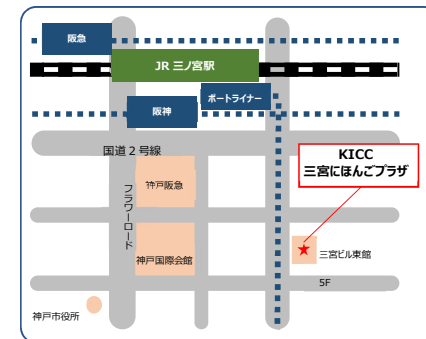 阪急
JR 三ノ宮駅
ポートライナー
阪神
国道２号線
KICC
三宮にほんごプラザ
神戸阪急
フラワーロード
神戸国際会館
三宮ビル東館
5F
神戸市役所